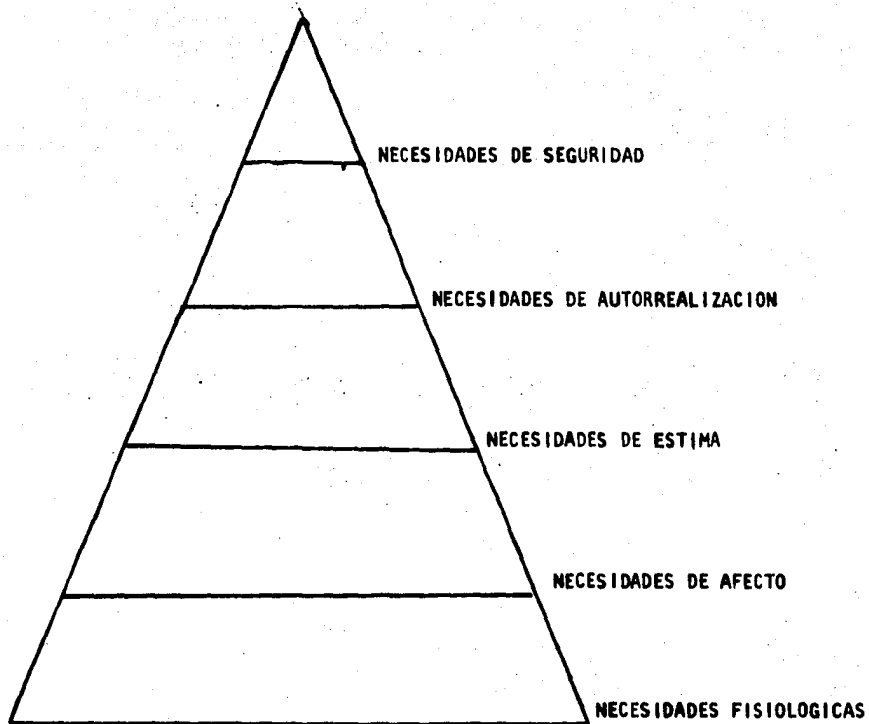 NECESIDADES DE SEGURIDAD
NECESIDADES DE AUTORREALIZACION
NECESIDADES DE ESTIMA
NECESIDADES DE AFECTO
NECESIDADES FISIOLOGICAS